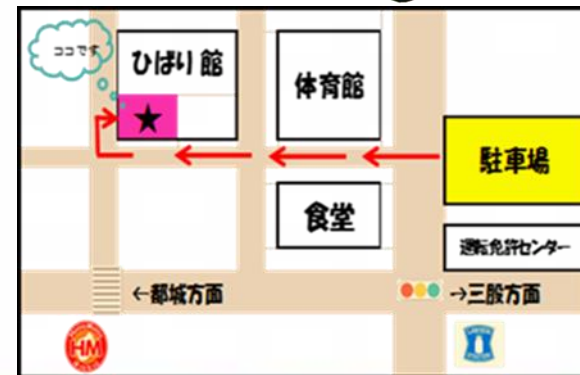 ココです
ひばり館
体育館
駐車場
食堂
運転免許センター
←都城方面
→三股方面
HM